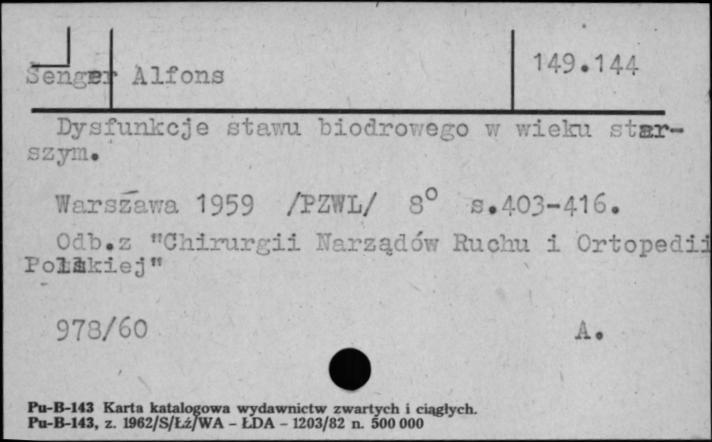 Senger Alfons 149.144
Dysfunkcje stawu biodrowego w wieku star-
szym.
Warszawa 1959 /PZWL/ 8° s.403-416.
Odb.z "Chirurgii Narządów Ruchu i Ortopedii
Polskiej"
978/60 A.
Pu-B-143 Karta katalogowa wydawnictw zwartych i ciągłych.
Pu-B-143, z. 1962/S/Łź/WA - ŁDA - 1203/82 n. 500 000